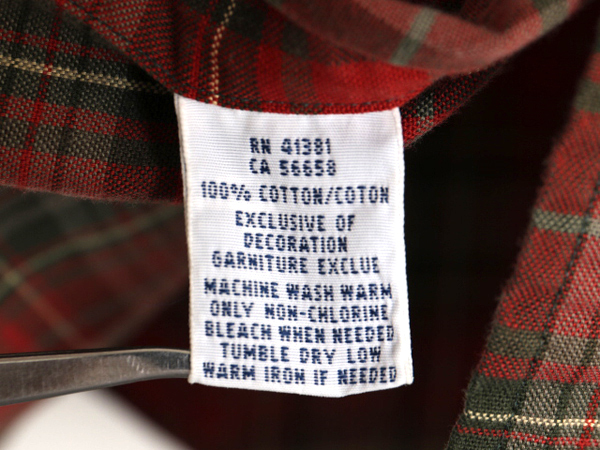 RN 41381
CA 56658
100% COTTON/COTON
EXCLUSIVE OF
DECORATION
GARNITURE EXCLUE
MACHINE WASH WARM
ONLY NON-CHLORINE
BLEACH WHEN NEEDED
TUMBLE DRY LOW
WARM IRON IF NEEDED